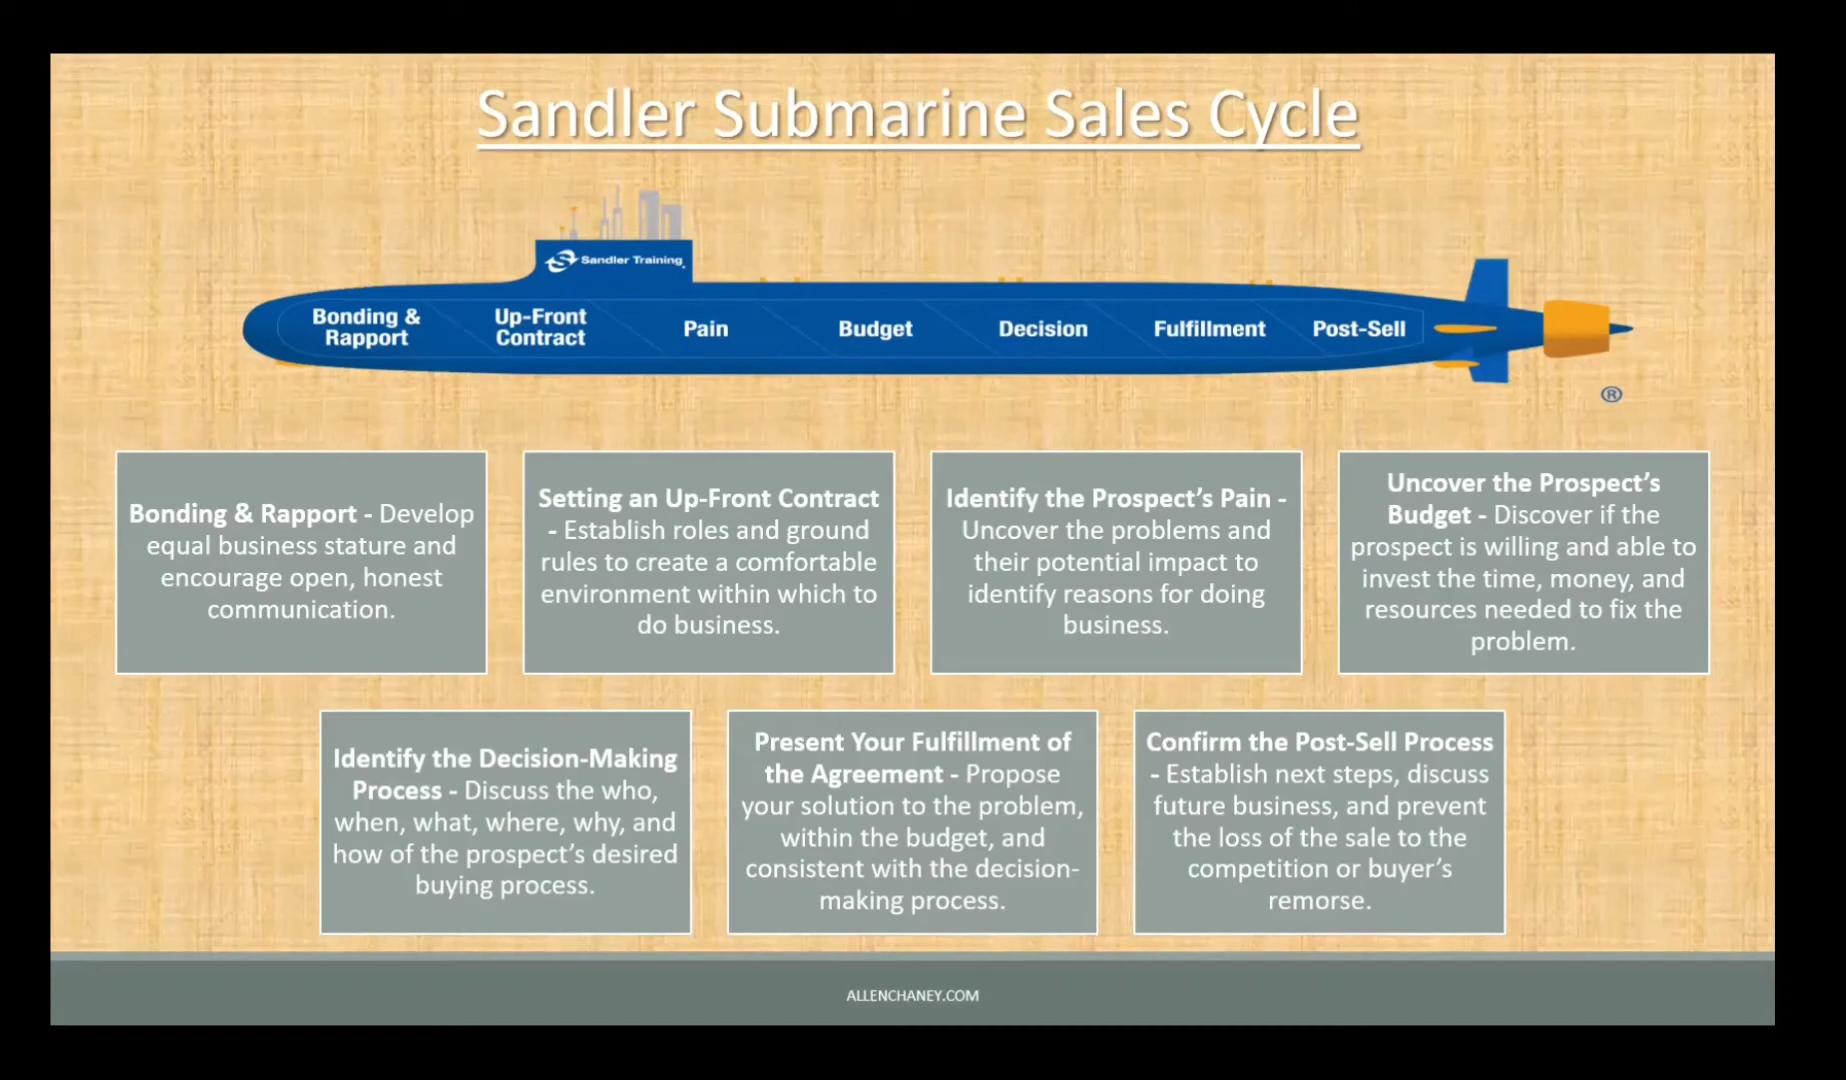 Sandler Submarine Sales Cycle
Sandler Training
Bonding &
Rapport
Up-Front
Contract
Pain
Budget
Decision
Fulfillment
Post-Sell
®
Bonding & Rapport - Develop
equal business stature and
encourage open, honest
communication.
Setting an Up-Front Contract
- Establish roles and ground
rules to create a comfortable
environment within which to
do business.
Identify the Prospect's Pain -
Uncover the problems and
their potential impact to
identify reasons for doing
business.
Uncover the Prospect's
Budget - Discover if the
prospect is willing and able to
invest the time, money, and
resources needed to fix the
problem.
Identify the Decision-Making
Process - Discuss the who,
when, what, where, why, and
how of the prospect's desired
buying process.
Present Your Fulfillment of
the Agreement - Propose
your solution to the problem,
within the budget, and
consistent with the decision-
making process.
Confirm the Post-Sell Process
- Establish next steps, discuss
future business, and prevent
the loss of the sale to the
competition or buyer's
remorse.
ALLENCHANEY.COM